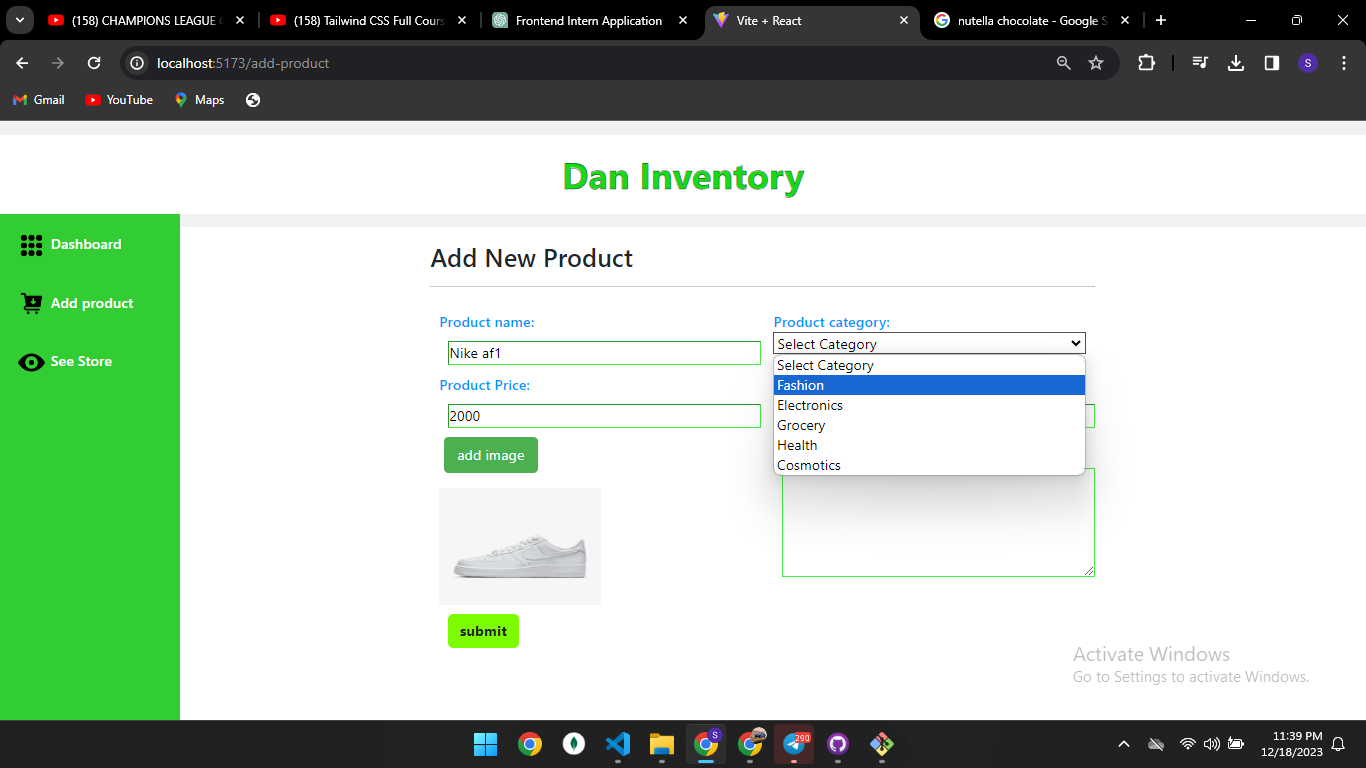 (158) CHAMPIONS LEAGUE
(158) Tailwind CSS Full Cours
Frontend Intern Application
Vite + React
nutella chocolate - Google S
localhost:5173/add-product
S
Gmail
YouTube
Maps
Dan Inventory
Dashboard
Add product
See Store
Add New Product
Product name:
Product category:
Nike af1
Select Category
Select Category
Product Price:
Fashion
2000
Electronics
Grocery
add image
Health
Cosmotics
submit
Activate Windows
Go to Settings to activate Windows.
S
290
11:39 PM
12/18/2023